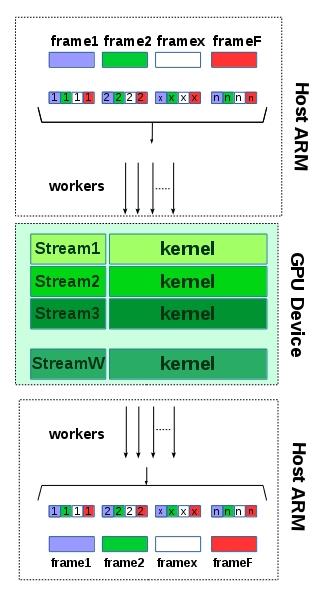 frame1 frame2 framex frameF
1 1 1 1 2 2 2 2 x x x x n n n n
Host ARM
workers
Stream1 kernel
Stream2 kernel
Stream3 kernel
StreamW kernel
GPU Device
workers
1 1 1 1 2 2 2 2 x x x x n n n n
frame1 frame2 framex frameF
Host ARM